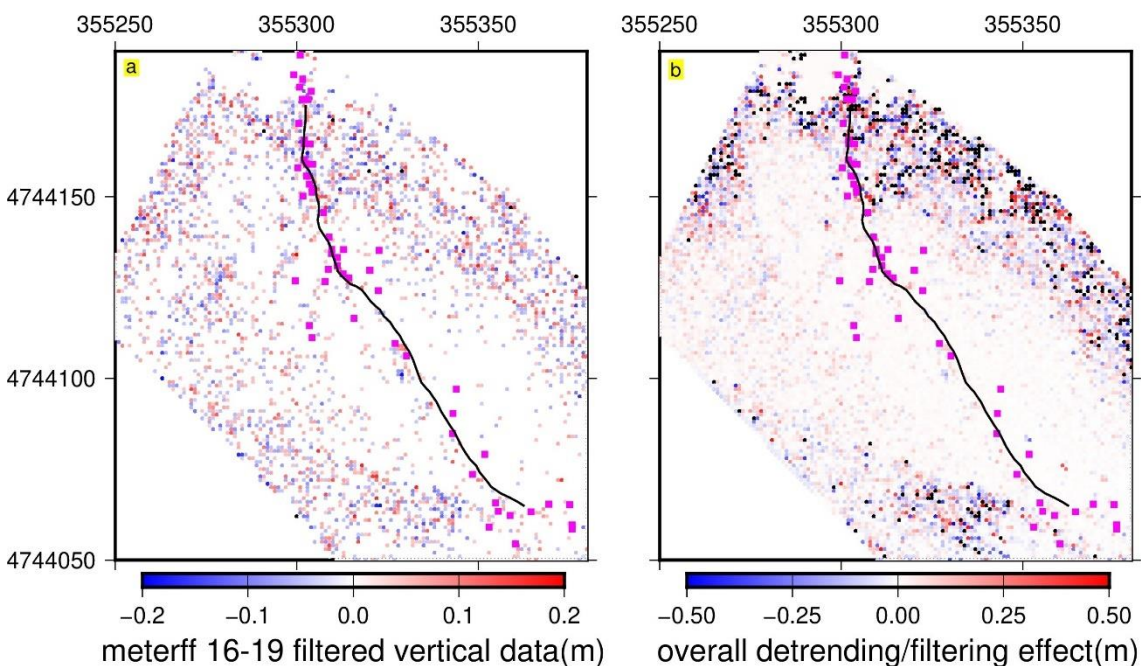 355250 355300 355350 355250 355300 355350
a b
4744150
4744100
4744050
−0.2 −0.1 0.0 0.1 0.2 −0.50 −0.25 0.00 0.25 0.50
meterff 16-19 filtered vertical data(m) overall detrending/filtering effect(m)